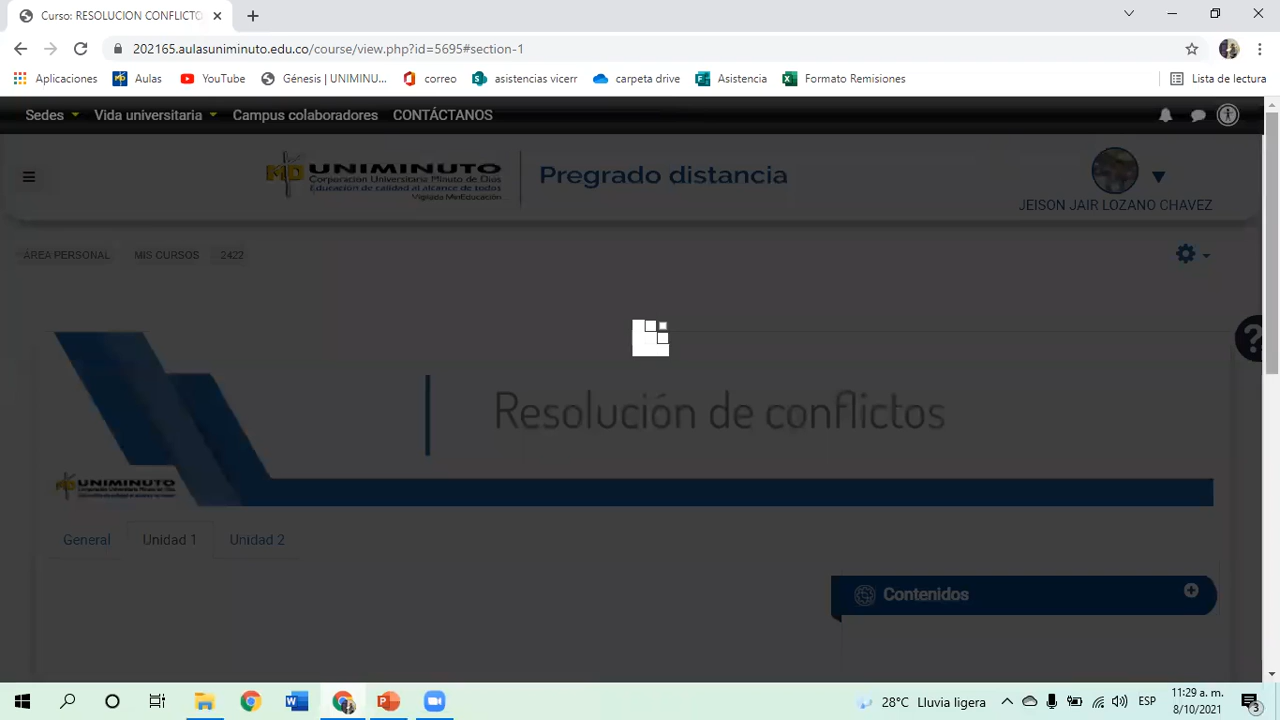 Curso: RESOLUCION CONFLICTO
202165.aulasuniminuto.edu.co/course/view.php?id=5695#section-1
Aplicaciones Aulas YouTube Génesis | UNIMINU... correo asistencias vicerr carpeta drive Asistencia Formato Remisiones Lista de lectura
Sedes Vida universitaria Campus colaboradores CONTÁCTANOS
UNIMINUTO
Corporación Universitaria Minuto de Dios
Educación de calidad al alcance de todos
Vigilada MinEducación
Pregrado distancia
JEISON JAIR LOZANO CHAVEZ
ÁREA PERSONAL MIS CURSOS 2422
?
Resolución de conflictos
UNIMINUTO
General Unidad 1 Unidad 2
Contenidos
28°C Lluvia ligera ESP 11:29 a. m.
8/10/2021 3